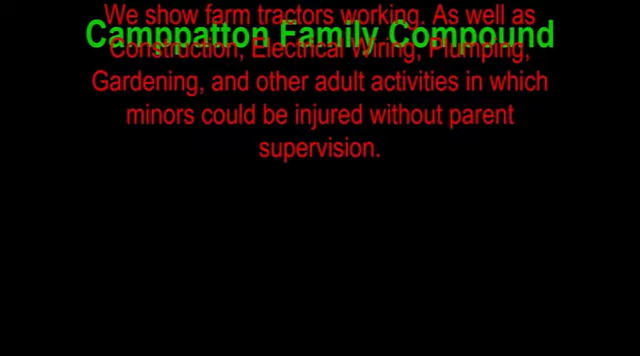 We show farm tractors working. As well as
Camppatton Family Compound
Construction, Electrical Wiring, Plumping,
Gardening, and other adult activities in which
minors could be injured without parent
supervision.